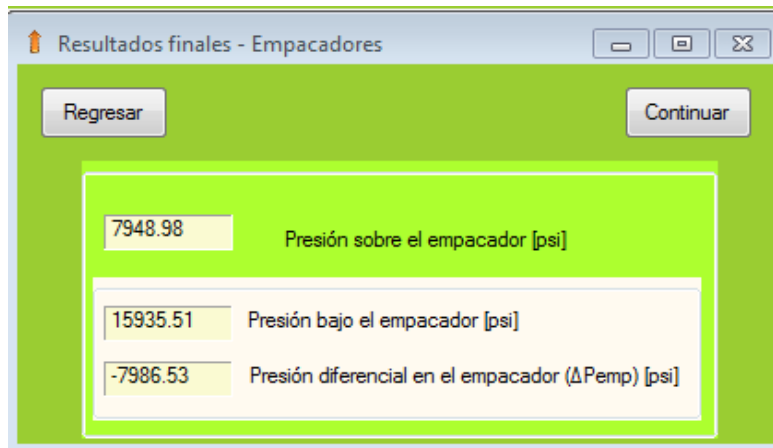 Resultados finales - Empacadores
Regresar
Continuar
7948.98 Presión sobre el empacador [psi]
15935.51 Presión bajo el empacador [psi]
-7986.53 Presión diferencial en el empacador (ΔPemp) [psi]